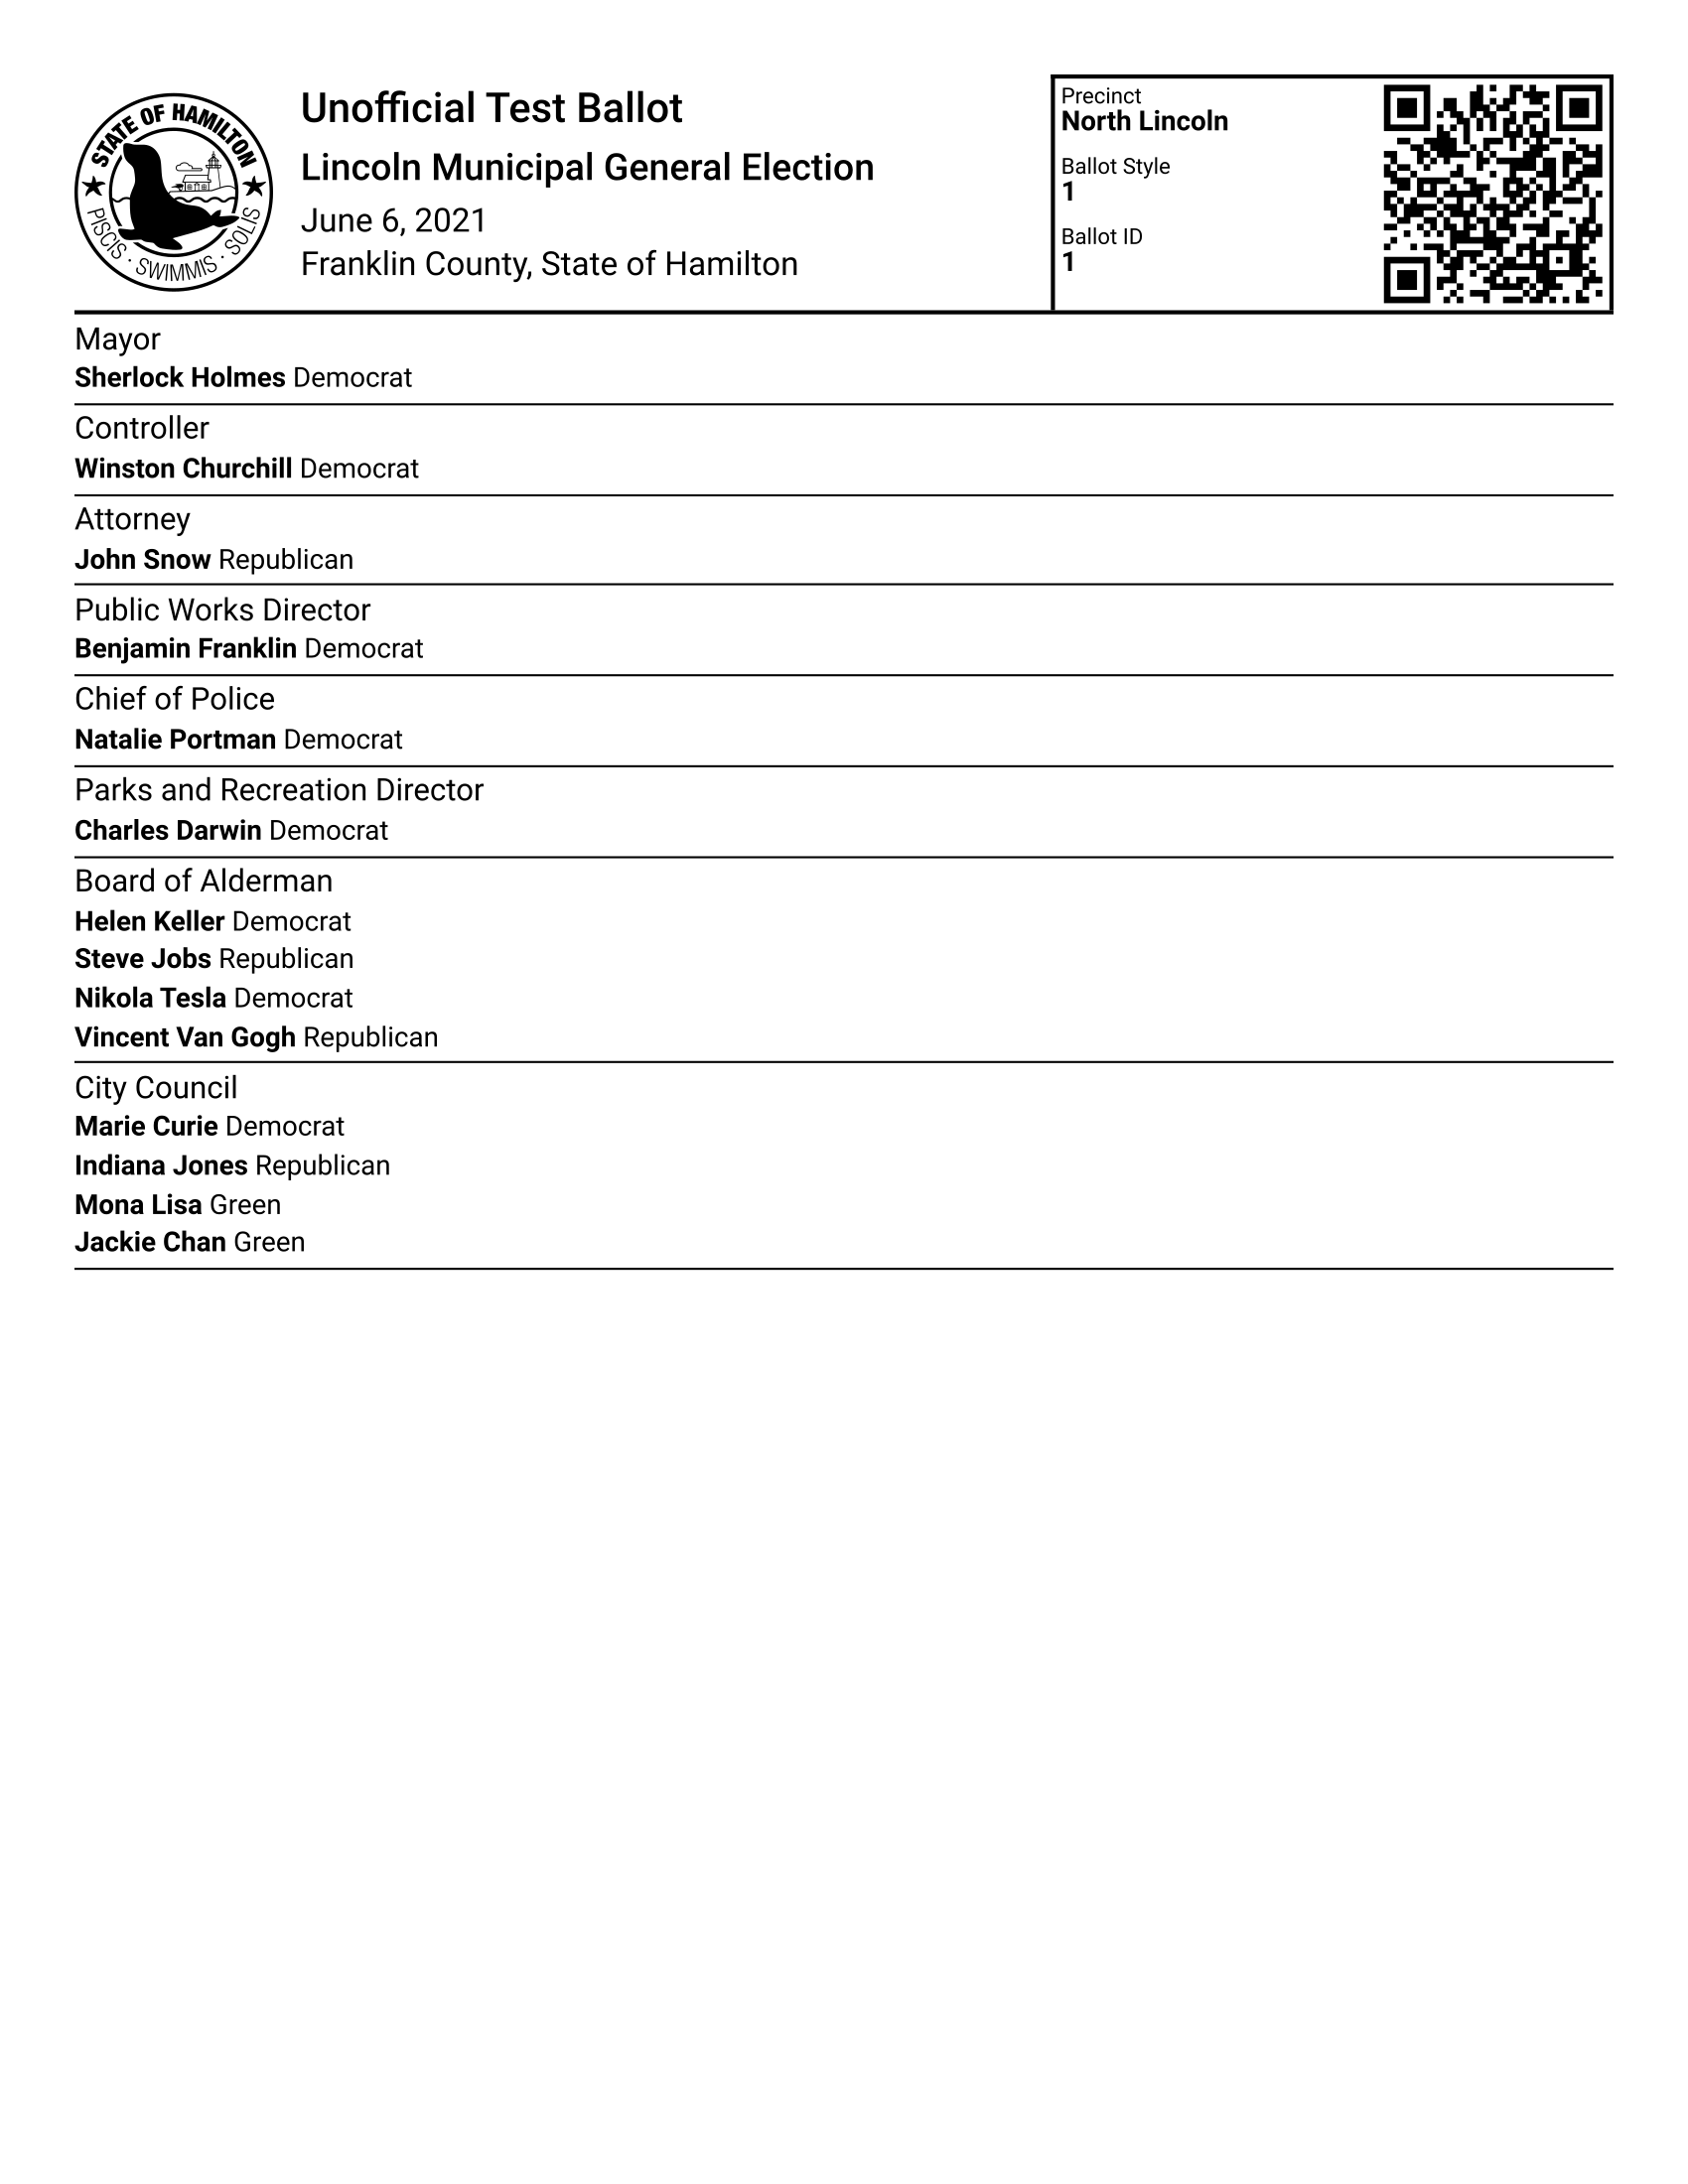 STATE OF HAMILTON
PISCIS · SWIMMIS · SOLIS
Unofficial Test Ballot
Lincoln Municipal General Election
June 6, 2021
Franklin County, State of Hamilton
Precinct
North Lincoln
Ballot Style
1
Ballot ID
1
Mayor
Sherlock Holmes Democrat
Controller
Winston Churchill Democrat
Attorney
John Snow Republican
Public Works Director
Benjamin Franklin Democrat
Chief of Police
Natalie Portman Democrat
Parks and Recreation Director
Charles Darwin Democrat
Board of Alderman
Helen Keller Democrat
Steve Jobs Republican
Nikola Tesla Democrat
Vincent Van Gogh Republican
City Council
Marie Curie Democrat
Indiana Jones Republican
Mona Lisa Green
Jackie Chan Green